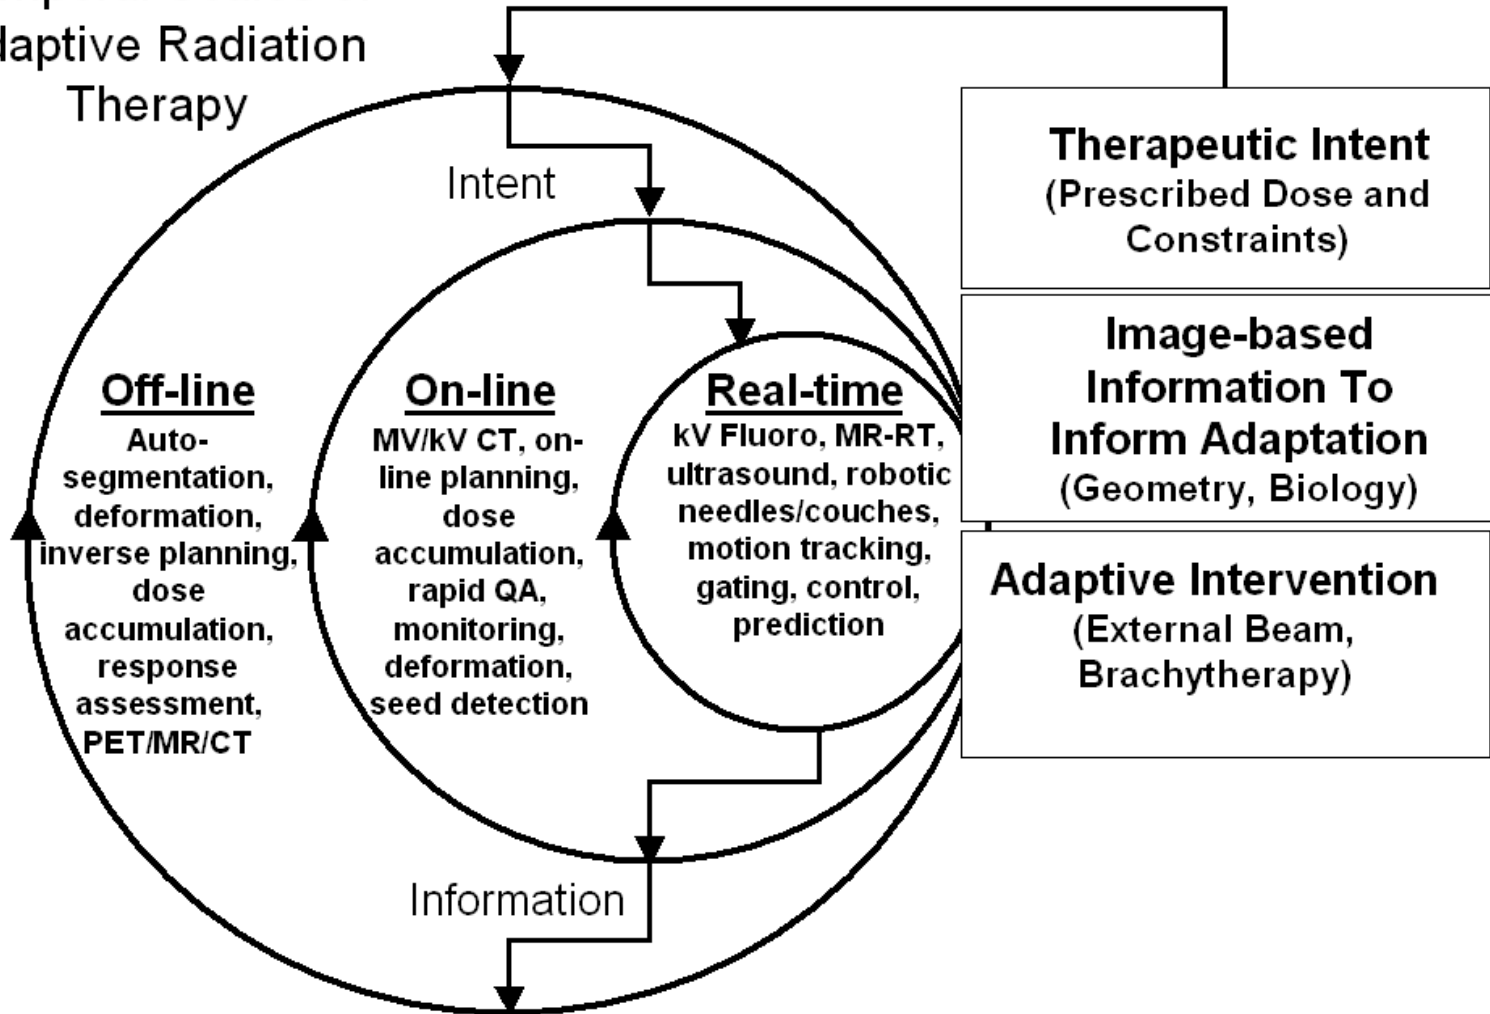 daptive Radiation
Therapy
Intent
Therapeutic Intent
(Prescribed Dose and
Constraints)
Image-based
Information To
Inform Adaptation
(Geometry, Biology)
Adaptive Intervention
(External Beam,
Brachytherapy)
Off-line
Auto-
segmentation,
deformation,
inverse planning,
dose
accumulation,
response
assessment,
PET/MR/CT
On-line
MV/kV CT, on-
line planning,
dose
accumulation,
rapid QA,
monitoring,
deformation,
seed detection
Real-time
kV Fluoro, MR-RT,
ultrasound, robotic
needles/couches,
motion tracking,
gating, control,
prediction
Information